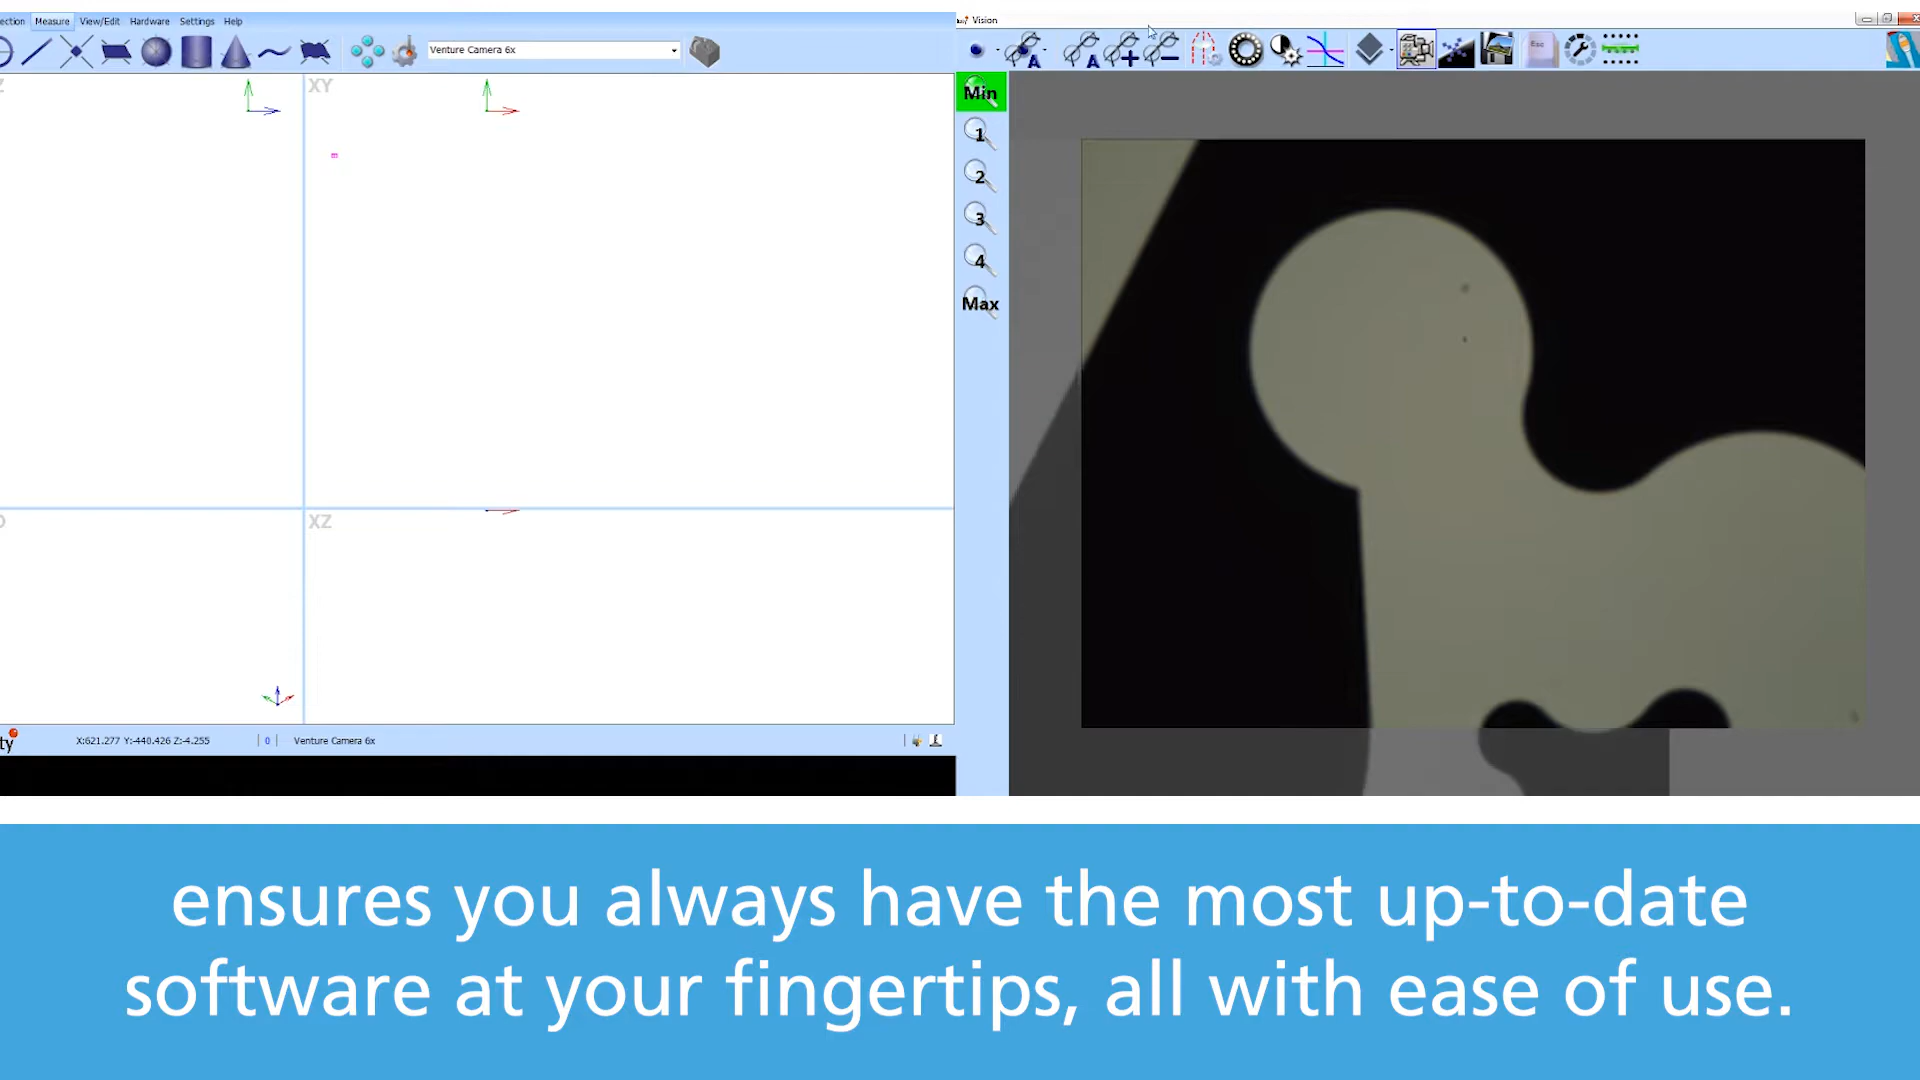 ection Measure View/Edit Hardware Settings Help
Vision
Venture Camera 6x
A A
Esc
Z XY
Min
1
2
3
4
Max
XZ
ty X:621.277 Y:-440.426 Z:-4.255 0 Venture Camera 6x
ensures you always have the most up-to-date
software at your fingertips, all with ease of use.